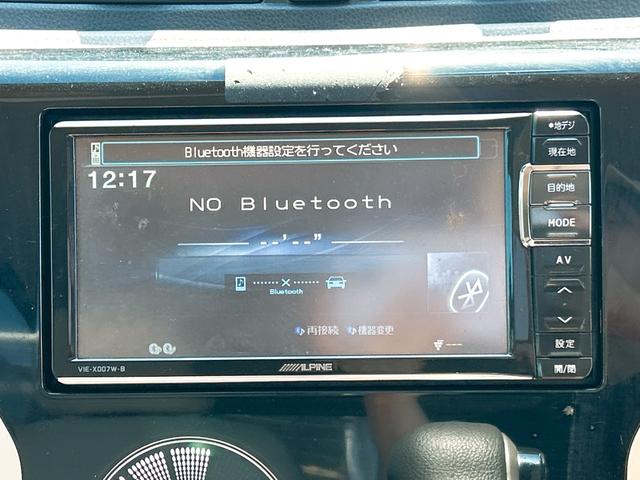 Bluetooth機器設定を行ってください
12:17
NO Bluetooth
--'--"
Bluetooth
再接続 機器変更
VIE-X007W-B
ALPINE
*地デジ
現在地
目的地
MODE
AV
設定
開/閉